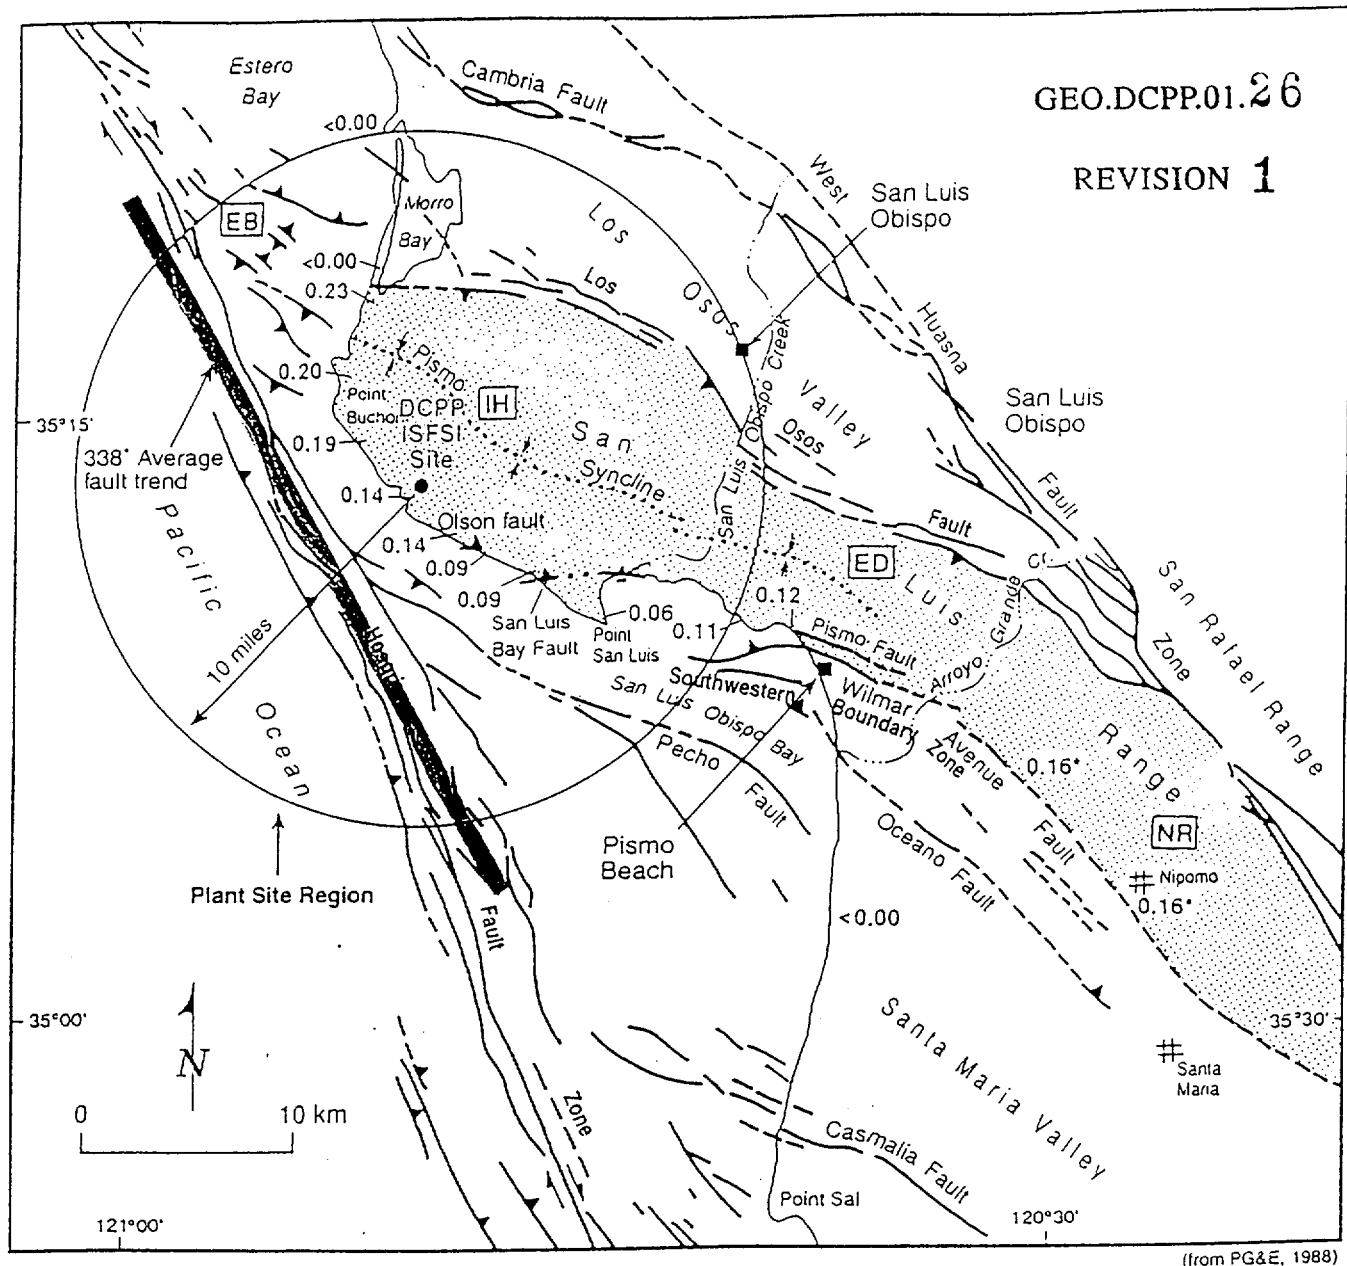 GEO.DCPP.01.26
REVISION 1
Estero
Bay
Cambria Fault
<0.00
West
Huasna
Fault
Zone
San Luis
Obispo
EB
Morro
Bay
Los
Osos
Valley
<0.00
0.23
Los
Osos
Fault
San Luis Obispo Creek
Pismo
Syncline
0.20
Point
Buchon
DCPP
ISFSI
Site
IH
San
Luis
Range
San Luis
Obispo
35°15'
0.19
338° Average
fault trend
0.14
Olson fault
0.14
0.09
0.09
San Luis
Bay Fault
Point
San Luis
0.06
0.11
0.12
ED
Pismo Fault
Arroyo
Grande
San Rafael Range
Pacific
Ocean
10 miles
Hosgri
Fault
Zone
Southwestern
Boundary
Zone
Wilmar
Avenue
Fault
San Luis Obispo Bay
Pecho
Fault
0.16*
Oceano Fault
NR
Nipomo
0.16*
Pismo
Beach
Plant Site Region
<0.00
35°00'
35°30'
N
0 10 km
Santa
Maria
Santa Maria Valley
Casmalia Fault
Point Sal
121°00'
120°30'
(from PG&E, 1988)